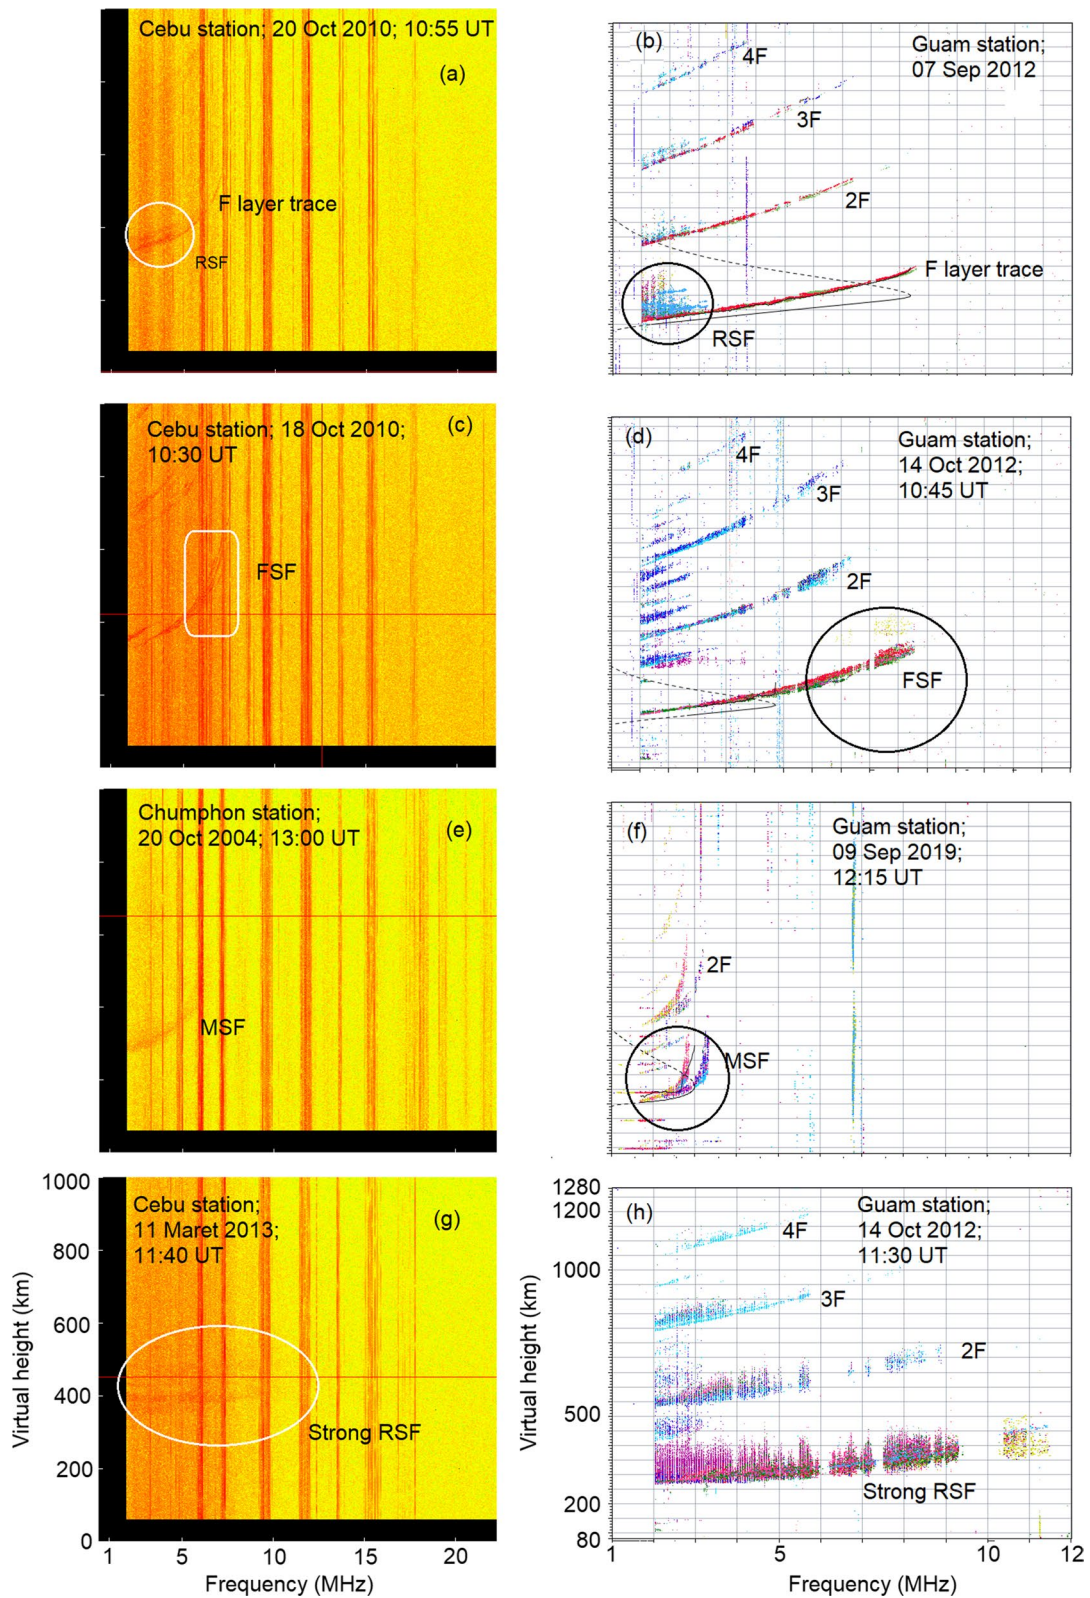 Cebu station; 20 Oct 2010; 10:55 UT
(a)
F layer trace
RSF
(b)
Guam station;
07 Sep 2012
4F
3F
2F
F layer trace
RSF
Cebu station; 18 Oct 2010;
10:30 UT
(c)
FSF
(d)
Guam station;
14 Oct 2012;
10:45 UT
4F
3F
2F
FSF
Chumphon station;
20 Oct 2004; 13:00 UT
(e)
MSF
(f)
Guam station;
09 Sep 2019;
12:15 UT
2F
MSF
Cebu station;
11 Maret 2013;
11:40 UT
(g)
Strong RSF
1000
800
600
400
200
0
Virtual height (km)
1
5
10
15
20
Frequency (MHz)
(h)
Guam station;
14 Oct 2012;
11:30 UT
4F
3F
2F
Strong RSF
1280
1200
1000
500
200
80
Virtual height (km)
1
5
10
12
Frequency (MHz)